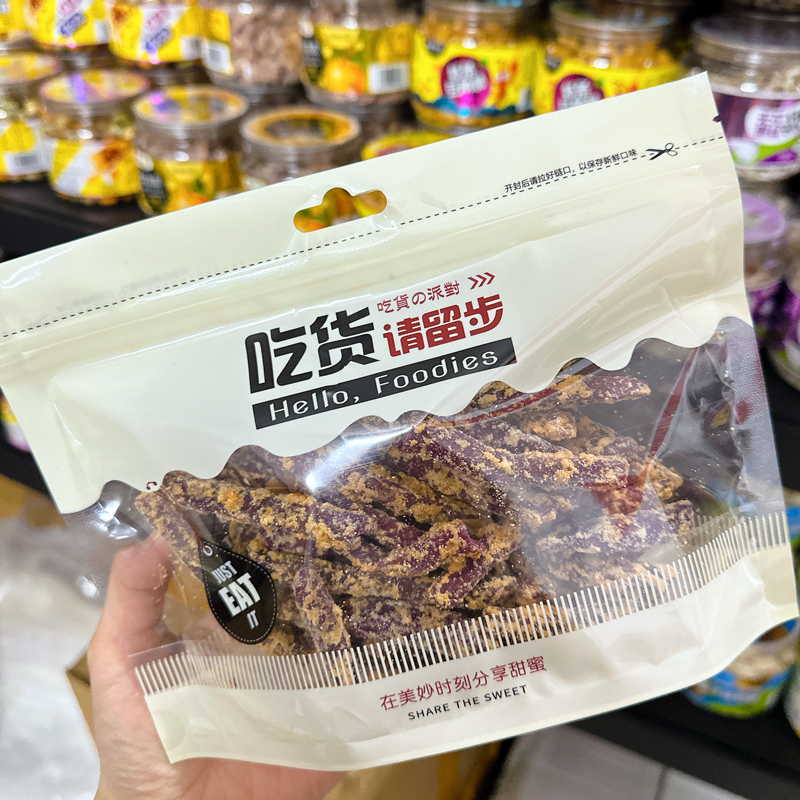 开封后请拉好链口，以保存新鲜口味
吃貨の派對
吃货请留步
Hello, Foodies
JUST
EAT
IT
在美妙时刻分享甜蜜
SHARE THE SWEET